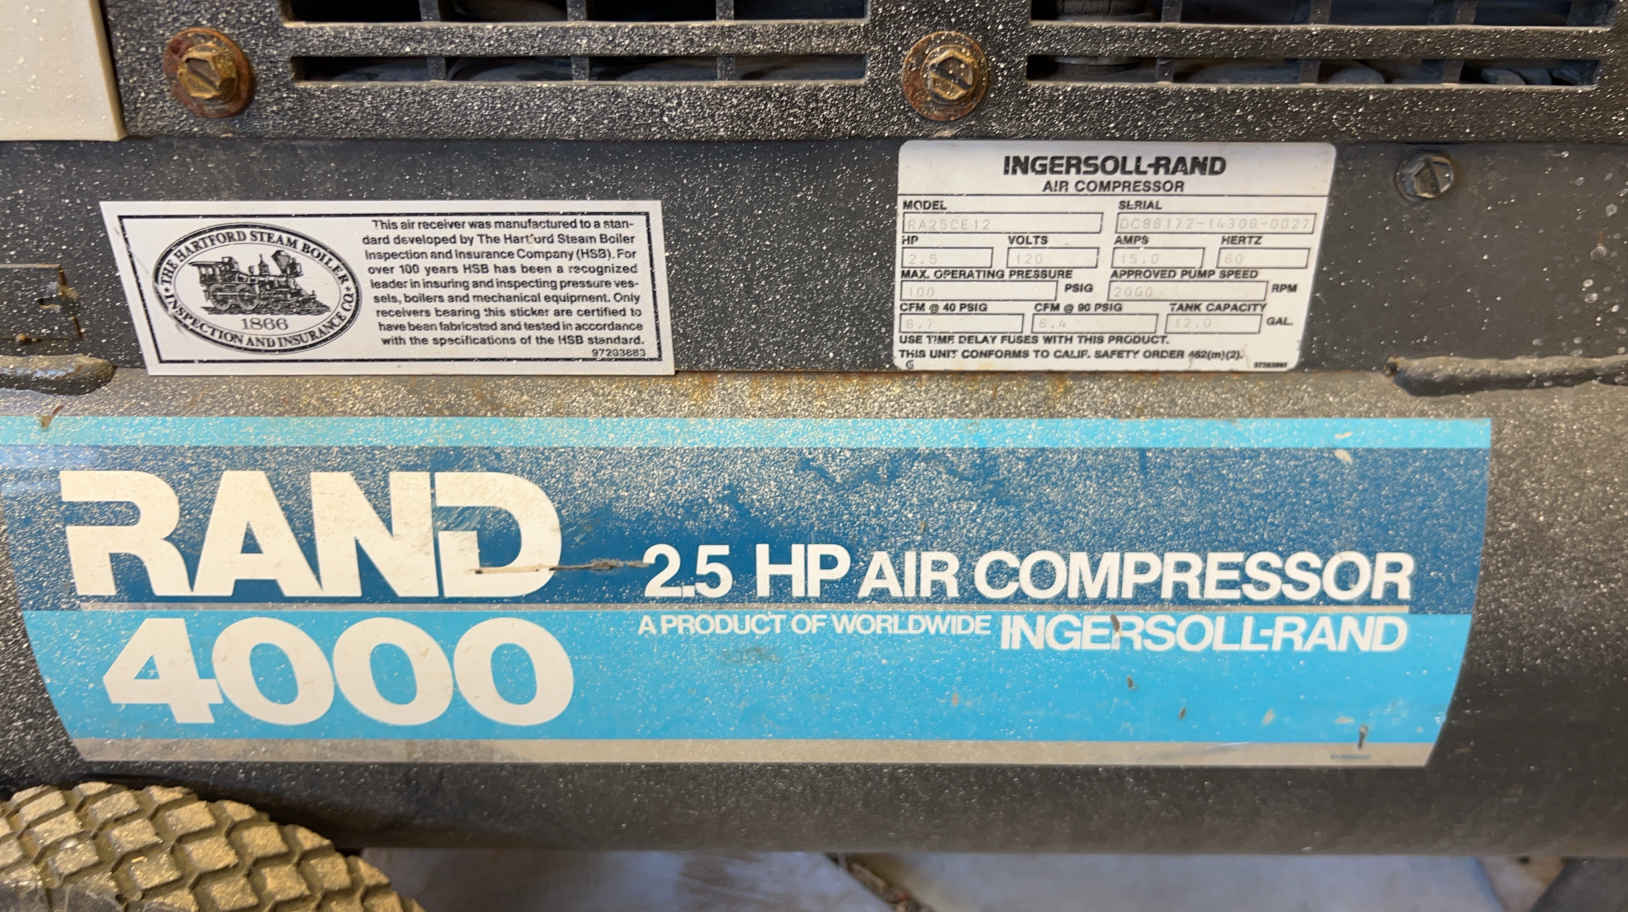 THE HARTFORD STEAM BOILER
INSPECTION AND INSURANCE CO.
1866
This air receiver was manufactured to a stan-
dard developed by The Hartford Steam Boiler
Inspection and Insurance Company (HSB). For
over 100 years HSB has been a recognized
leader in insuring and inspecting pressure ves-
sels, boilers and mechanical equipment. Only
receivers bearing this sticker are certified to
have been fabricated and tested in accordance
with the specifications of the HSB standard.
97203883
INGERSOLL-RAND
AIR COMPRESSOR
MODEL SERIAL
RA25CE12
HP VOLTS AMPS HERTZ
2.5 120 15.0 60
MAX. OPERATING PRESSURE APPROVED PUMP SPEED
100 PSIG 2000 RPM
CFM @ 40 PSIG CFM @ 90 PSIG TANK CAPACITY
12.0 GAL.
USE TIME DELAY FUSES WITH THIS PRODUCT.
THIS UNIT CONFORMS TO CALIF. SAFETY ORDER 462(m)(2).
RAND
4000
2.5 HP AIR COMPRESSOR
A PRODUCT OF WORLDWIDE INGERSOLL-RAND